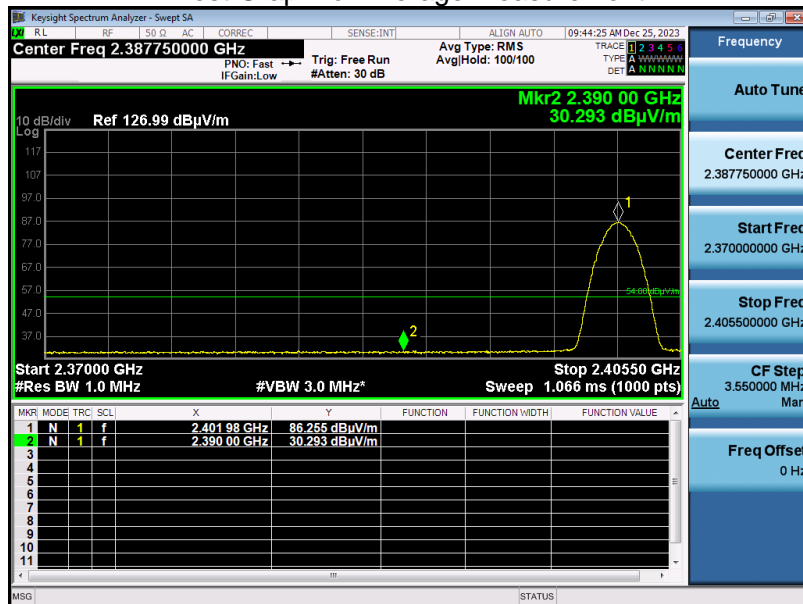 Keysight Spectrum Analyzer - Swept SA
LXI RL RF 50 Ω AC CORREC SENSE:INT ALIGN AUTO 09:44:25 AM Dec 25, 2023
Center Freq 2.387750000 GHz
PNO: Fast
IFGain:Low
Trig: Free Run
#Atten: 30 dB
Avg Type: RMS
Avg|Hold: 100/100
TRACE 1 2 3 4 5 6
TYPE A WWWWW
DET A N N N N N
Mkr2 2.390 00 GHz
30.293 dBµV/m
10 dB/div Ref 126.99 dBµV/m
Log
117
107
97.0
87.0
77.0
67.0
57.0
47.0
37.0
1
54.00 dBµV/m
2
Start 2.37000 GHz Stop 2.40550 GHz
#Res BW 1.0 MHz #VBW 3.0 MHz* Sweep 1.066 ms (1000 pts)
MKR MODE TRC SCL X Y FUNCTION FUNCTION WIDTH FUNCTION VALUE
1 N 1 f 2.401 98 GHz 86.255 dBµV/m
2 N 1 f 2.390 00 GHz 30.293 dBµV/m
3
4
5
6
7
8
9
10
11
MSG STATUS
Frequency
Auto Tune
Center Freq
2.387750000 GHz
Start Freq
2.370000000 GHz
Stop Freq
2.405500000 GHz
CF Step
3.550000 MHz
Auto Man
Freq Offset
0 Hz